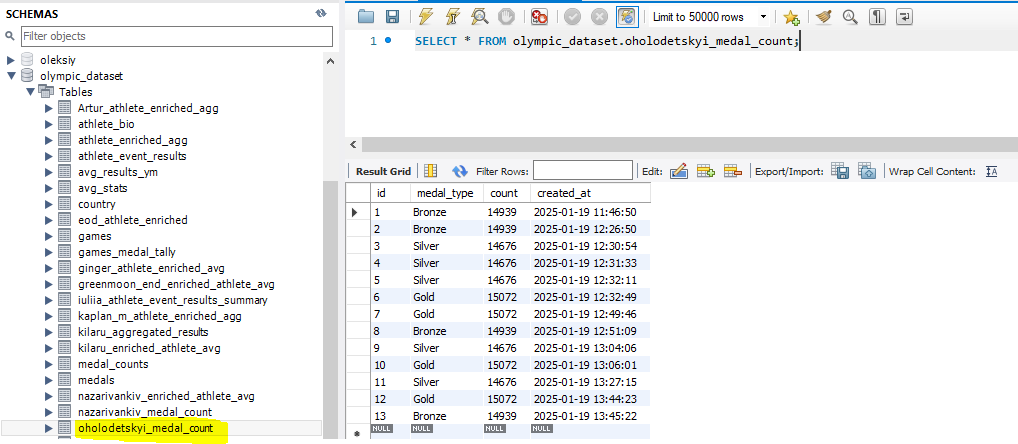 SCHEMAS
Filter objects
oleksiy
olympic_dataset
Tables
Artur_athlete_enriched_agg
athlete_bio
athlete_enriched_agg
athlete_event_results
avg_results_ym
avg_stats
country
eod_athlete_enriched
games
games_medal_tally
ginger_athlete_enriched_avg
greenmoon_end_enriched_athlete_avg
iuliia_athlete_event_results_summary
kaplan_m_athlete_enriched_agg
kilaru_aggregated_results
kilaru_enriched_athlete_avg
medal_counts
medals
nazarivankiv_enriched_athlete_avg
nazarivankiv_medal_count
oholodetskyi_medal_count
Limit to 50000 rows
1 SELECT * FROM olympic_dataset.oholodetskyi_medal_count;
Result Grid Filter Rows: Edit: Export/Import: Wrap Cell Content:
id medal_type count created_at
1 Bronze 14939 2025-01-19 11:46:50
2 Bronze 14939 2025-01-19 12:26:50
3 Silver 14676 2025-01-19 12:30:54
4 Silver 14676 2025-01-19 12:31:33
5 Silver 14676 2025-01-19 12:32:11
6 Gold 15072 2025-01-19 12:32:49
7 Gold 15072 2025-01-19 12:49:46
8 Bronze 14939 2025-01-19 12:51:09
9 Silver 14676 2025-01-19 13:04:06
10 Gold 15072 2025-01-19 13:06:01
11 Silver 14676 2025-01-19 13:27:15
12 Gold 15072 2025-01-19 13:44:23
13 Bronze 14939 2025-01-19 13:45:22
NULL NULL NULL NULL